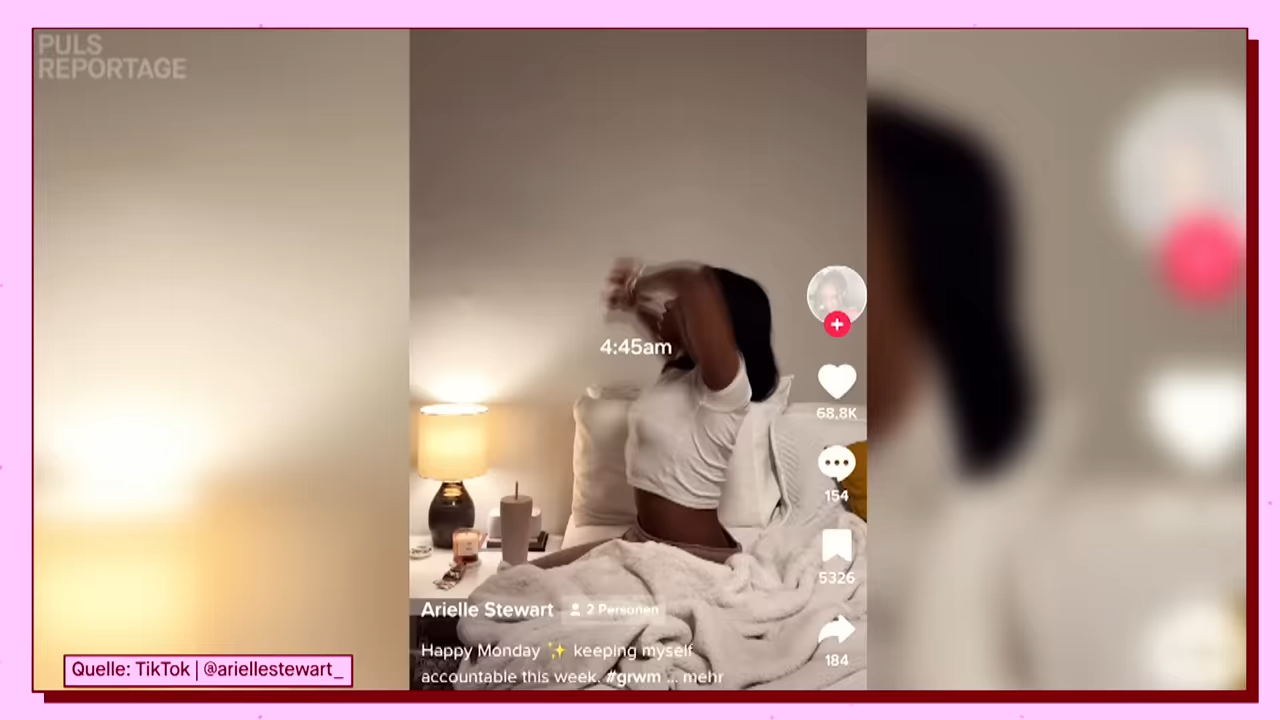 PULS
REPORTAGE
4:45am
68,8K
154
5326
184
Arielle Stewart 2 Personen
Happy Monday ✨ keeping myself
accountable this week. #grwm ... mehr
Quelle: TikTok | @ariellestewart_